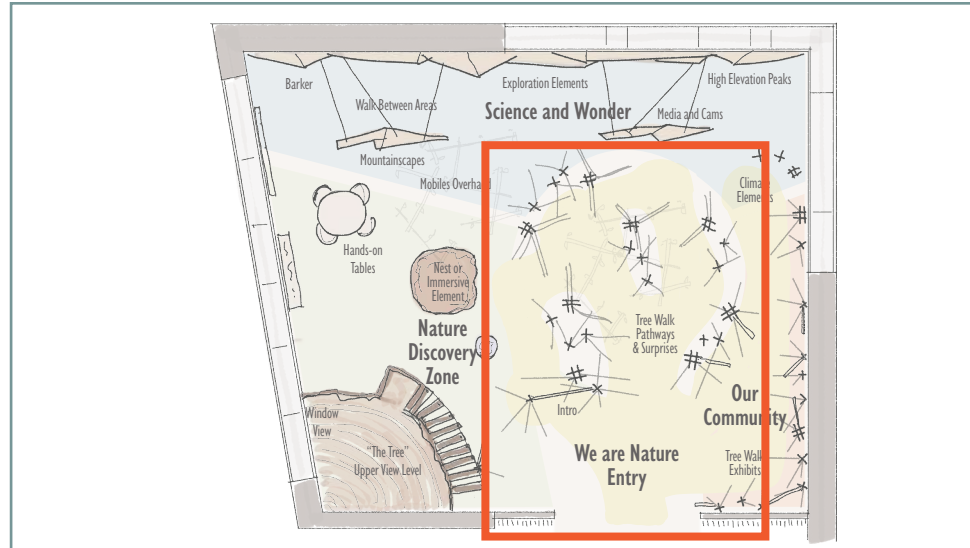 Barker
Exploration Elements
High Elevation Peaks
Walk Between Areas
Science and Wonder
Media and Cams
Mountainscapes
Mobiles Overhead
Climate
Elements
Hands-on
Tables
Nest or
Immersive
Element
Nature
Discovery
Zone
Tree Walk
Pathways
& Surprises
Intro
Our
Community
Window
View
"The Tree"
Upper View Level
We are Nature
Entry
Tree Walk
Exhibits